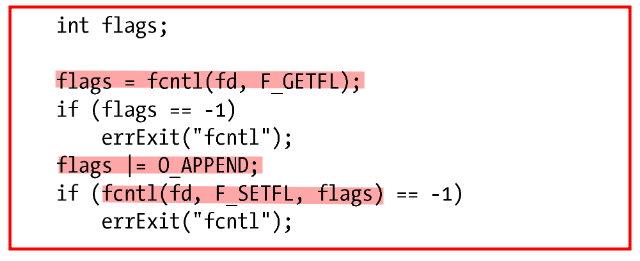 int flags;
flags = fcntl(fd, F_GETFL);
if (flags == -1)
errExit("fcntl");
flags |= O_APPEND;
if (fcntl(fd, F_SETFL, flags) == -1)
errExit("fcntl");